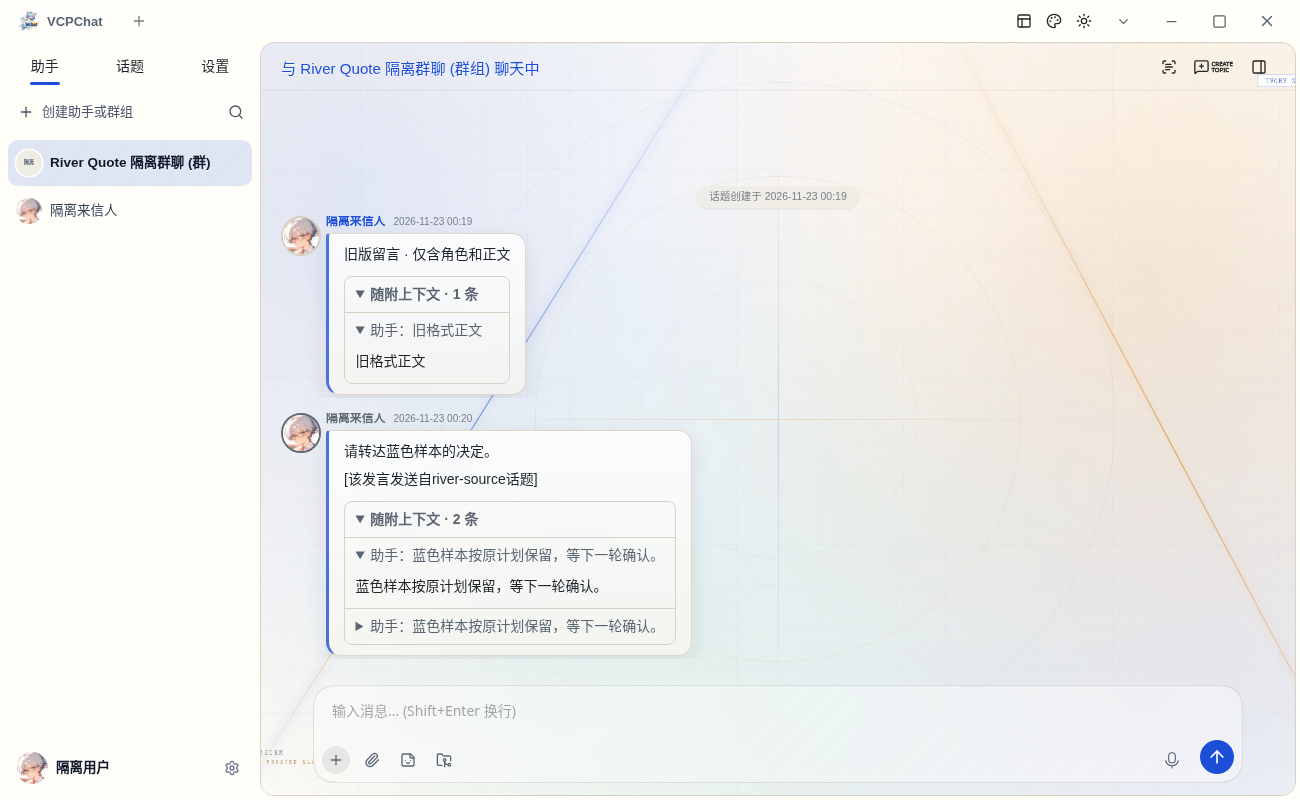 VCPChat
助手
话题
设置
创建助手或群组
隔离
River Quote 隔离群聊 (群)
隔离来信人
隔离用户
与 River Quote 隔离群聊 (群组) 聊天中
CREATE TOPIC
话题创建于 2026-11-23 00:19
隔离来信人 2026-11-23 00:19
旧版留言 · 仅含角色和正文
随附上下文 · 1 条
助手：旧格式正文
旧格式正文
隔离来信人 2026-11-23 00:20
请转达蓝色样本的决定。
[该发言发送自river-source话题]
随附上下文 · 2 条
助手：蓝色样本按原计划保留，等下一轮确认。
蓝色样本按原计划保留，等下一轮确认。
助手：蓝色样本按原计划保留，等下一轮确认。
输入消息... (Shift+Enter 换行)